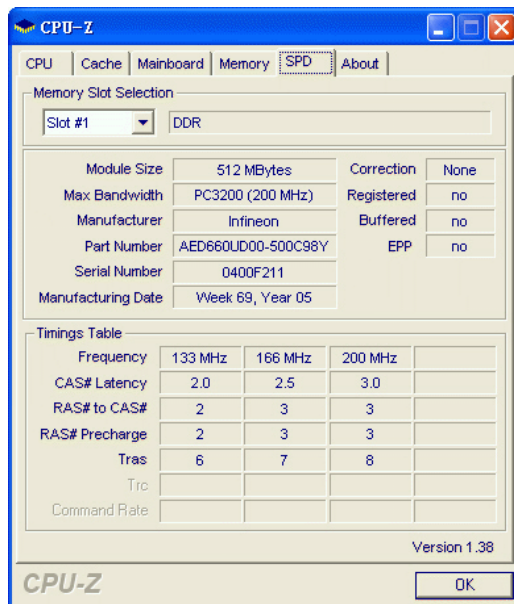 CPU-Z
CPU Cache Mainboard Memory SPD About
Memory Slot Selection
Slot #1 DDR
Module Size 512 MBytes Correction None
Max Bandwidth PC3200 (200 MHz) Registered no
Manufacturer Infineon Buffered no
Part Number AED660UD00-500C98Y EPP no
Serial Number 0400F211
Manufacturing Date Week 69, Year 05
Timings Table
Frequency 133 MHz 166 MHz 200 MHz
CAS# Latency 2.0 2.5 3.0
RAS# to CAS# 2 3 3
RAS# Precharge 2 3 3
Tras 6 7 8
Trc
Command Rate
Version 1.38
CPU-Z OK